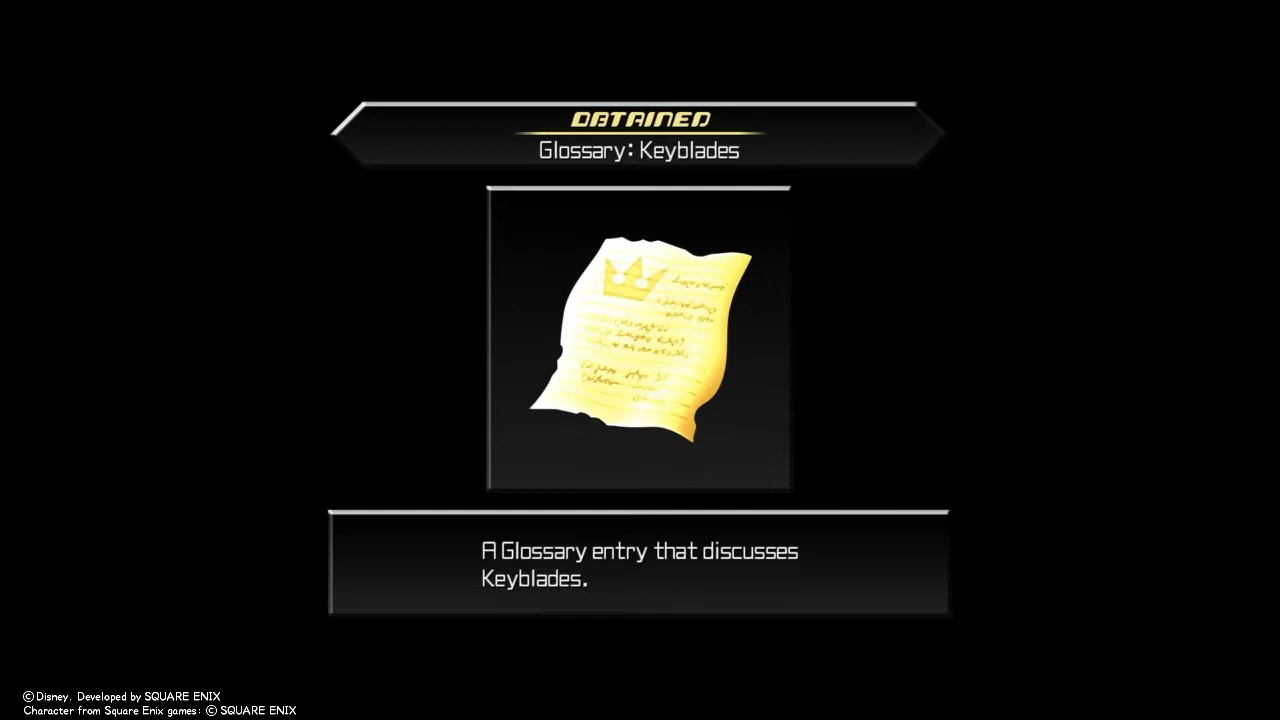 OBTAINED
Glossary: Keyblades
A Glossary entry that discusses
Keyblades.
©Disney. Developed by SQUARE ENIX
Character from Square Enix games: © SQUARE ENIX